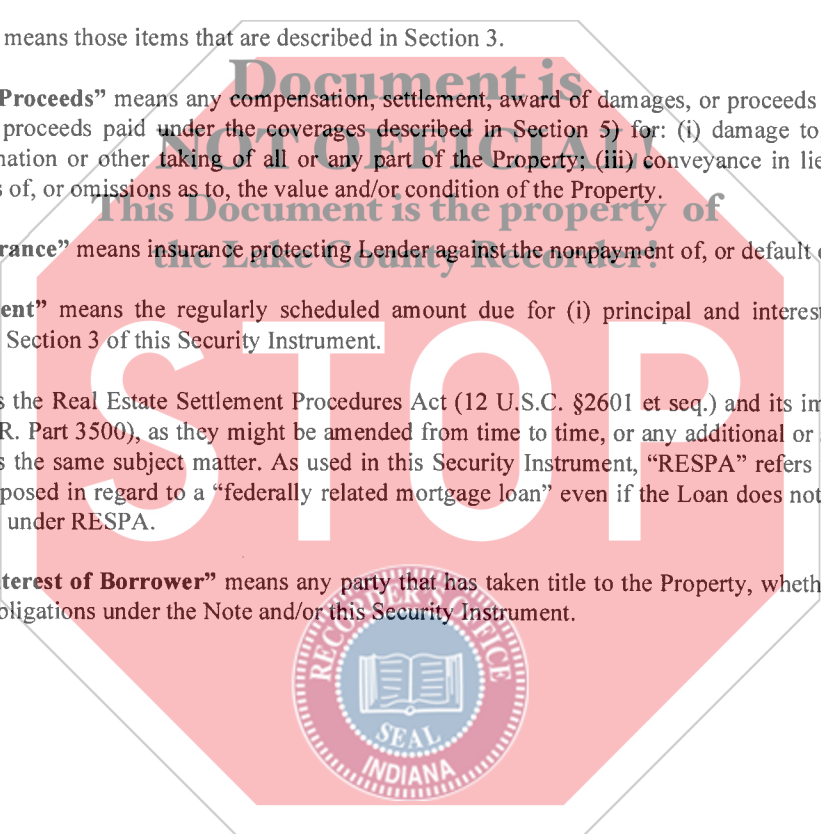 means those items that are described in Section 3.
Document is
Proceeds” means any compensation, settlement, award of damages, or proceeds
proceeds paid under the coverages described in Section 5) for: (i) damage to
NOT OFFICIAL!
nation or other taking of all or any part of the Property; (iii) conveyance in lie
s of, or omissions as to, the value and/or condition of the Property.
This Document is the property of
rance” means insurance protecting Lender against the nonpayment of, or default
the Lake County Recorder!
ent” means the regularly scheduled amount due for (i) principal and interest
Section 3 of this Security Instrument.
STOP
s the Real Estate Settlement Procedures Act (12 U.S.C. §2601 et seq.) and its im
R. Part 3500), as they might be amended from time to time, or any additional or
s the same subject matter. As used in this Security Instrument, “RESPA” refers
posed in regard to a “federally related mortgage loan” even if the Loan does not
under RESPA.
terest of Borrower” means any party that has taken title to the Property, wheth
bligations under the Note and/or this Security Instrument.
RECORDER'S OFFICE
SEAL
INDIANA